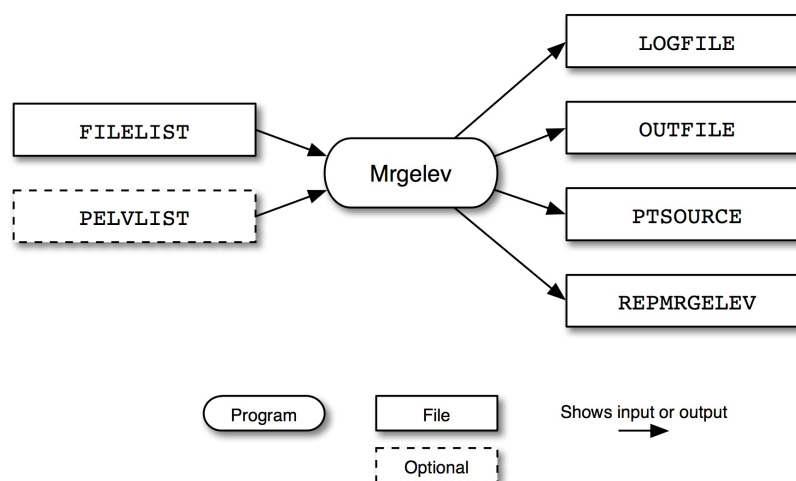 LOGFILE
FILELIST
OUTFILE
Mrgelev
PELVLIST
PTSOURCE
REPMRGELEV
Program
File
Shows input or output
Optional